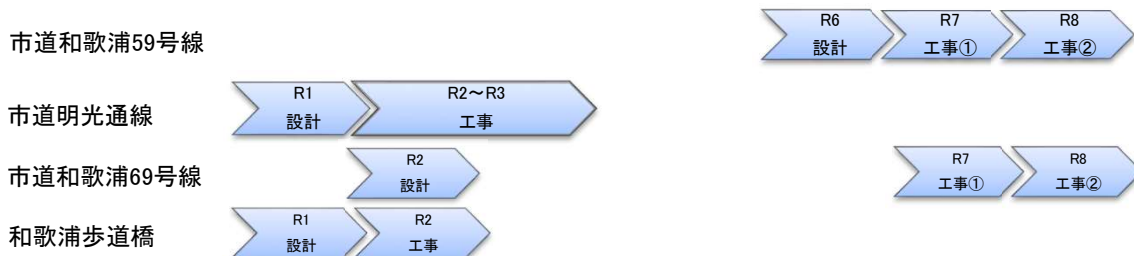 市道和歌浦59号線
R6
設計
R7
工事①
R8
工事②
市道明光通線
R1
設計
R2～R3
工事
市道和歌浦69号線
R2
設計
R7
工事①
R8
工事②
和歌浦歩道橋
R1
設計
R2
工事